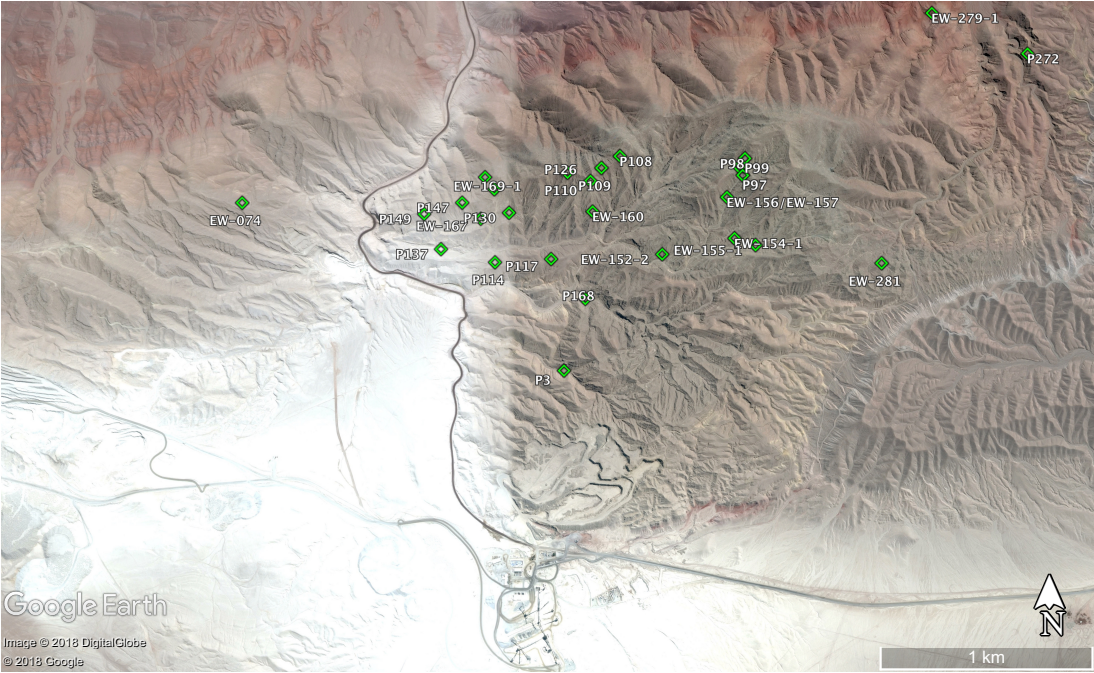 EW-279-1
P272
P108
P98
P126
P99
P97
EW-169-1
P110
P109
EW-156/EW-157
P147
P149
EW-167
P130
EW-160
EW-074
P137
EW-155-1
EW-154-1
EW-152-2
P117
P114
EW-281
P168
P3
Google Earth
Image © 2018 DigitalGlobe
© 2018 Google
N
1 km